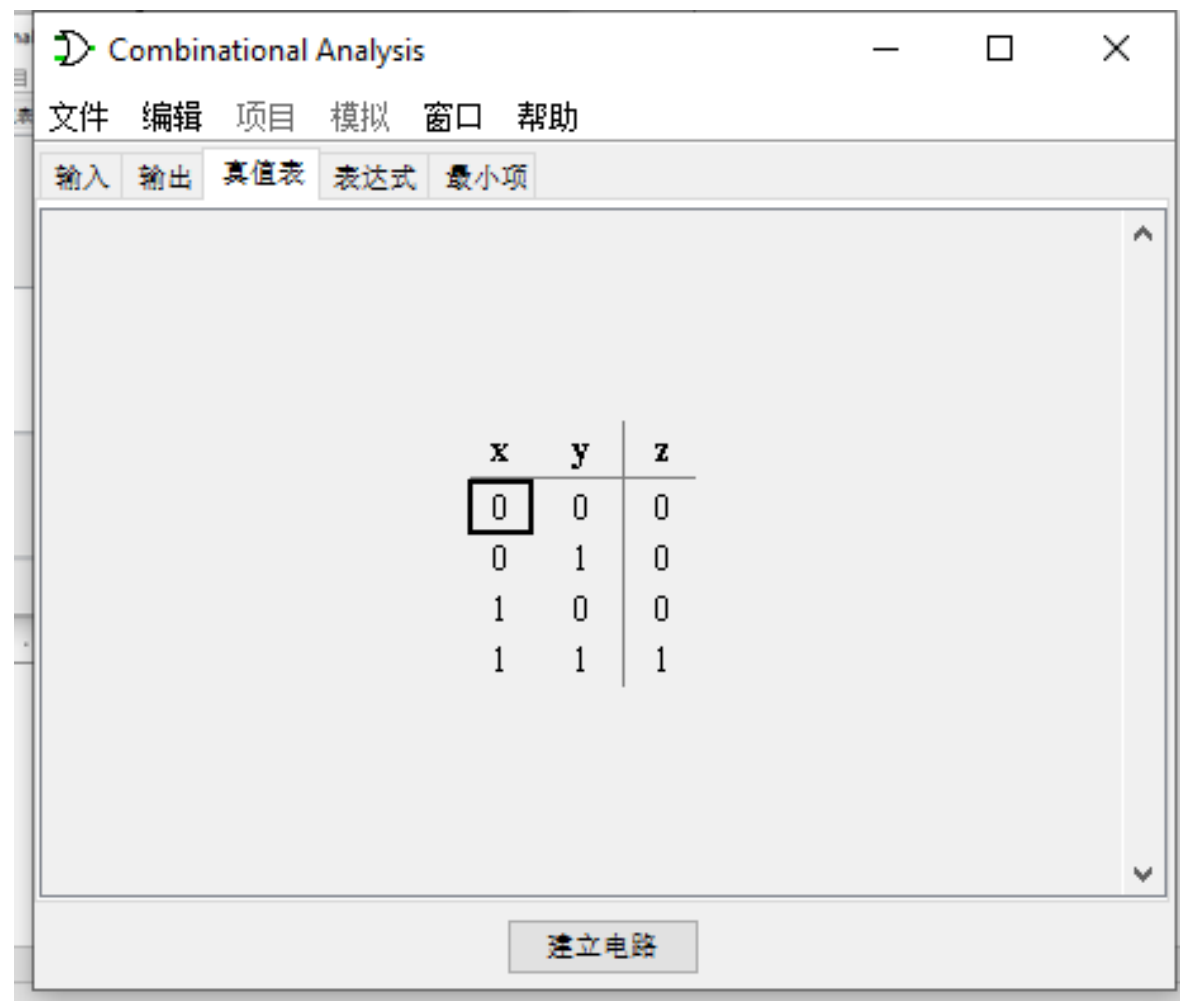 Combinational Analysis
文件 编辑 项目 模拟 窗口 帮助
输入 输出 真值表 表达式 最小项
x y z
0 0 0
0 1 0
1 0 0
1 1 1
建立电路